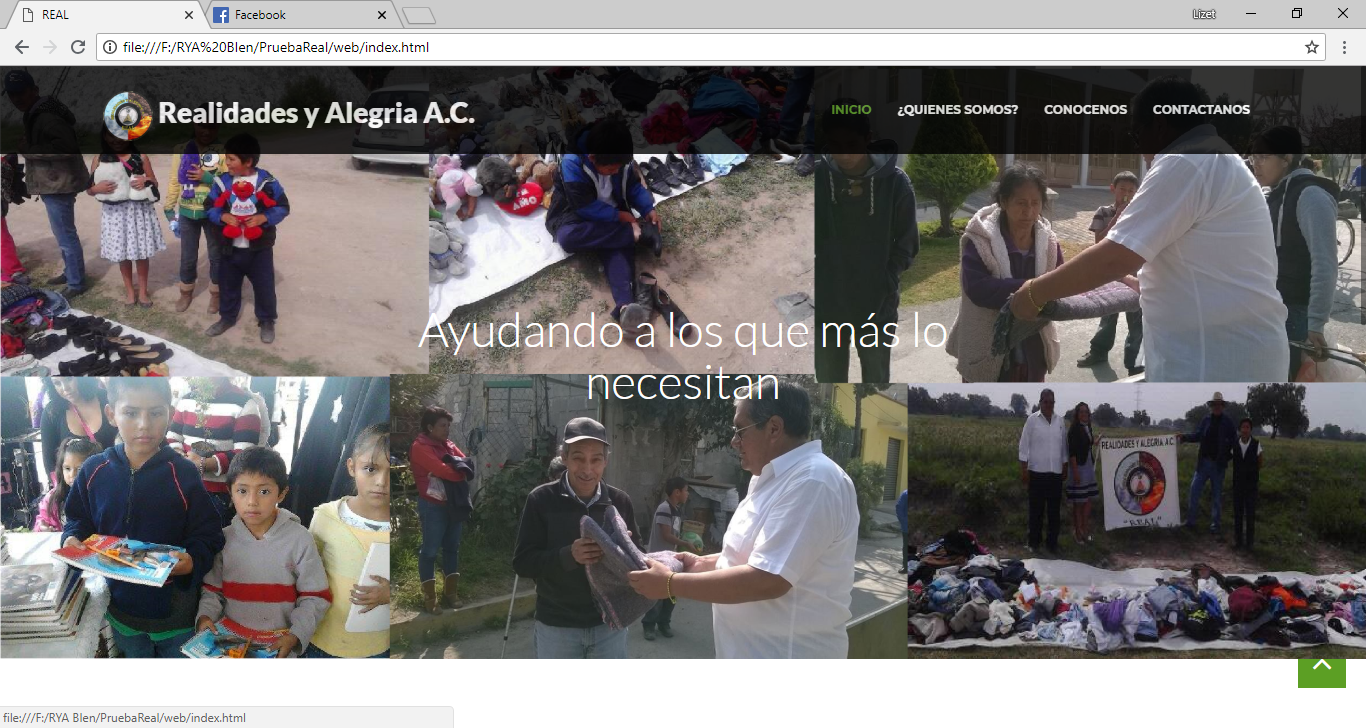 REAL
Facebook
Lizet
file:///F:/RYA%20Blen/PruebaReal/web/index.html
Realidades y Alegria A.C.
INICIO
¿QUIENES SOMOS?
CONOCENOS
CONTACTANOS
AMO
Ayudando a los que más lo
necesitan
REALIDADES Y ALEGRIA A.C.
"R.E.A.L"
file:///F:/RYA Blen/PruebaReal/web/index.html